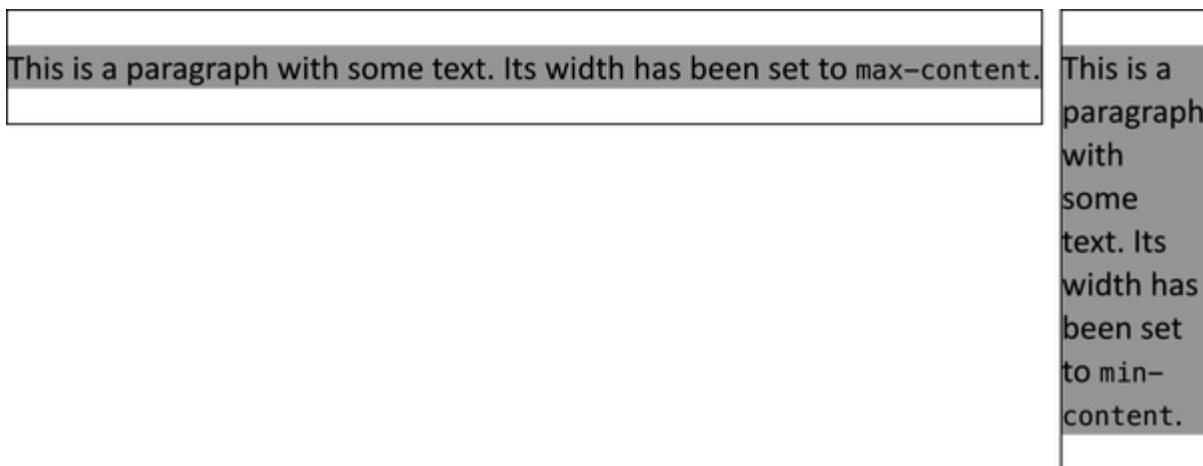 This is a paragraph with some text. Its width has been set to max-content.
This is a
paragraph
with
some
text. Its
width has
been set
to min-
content.